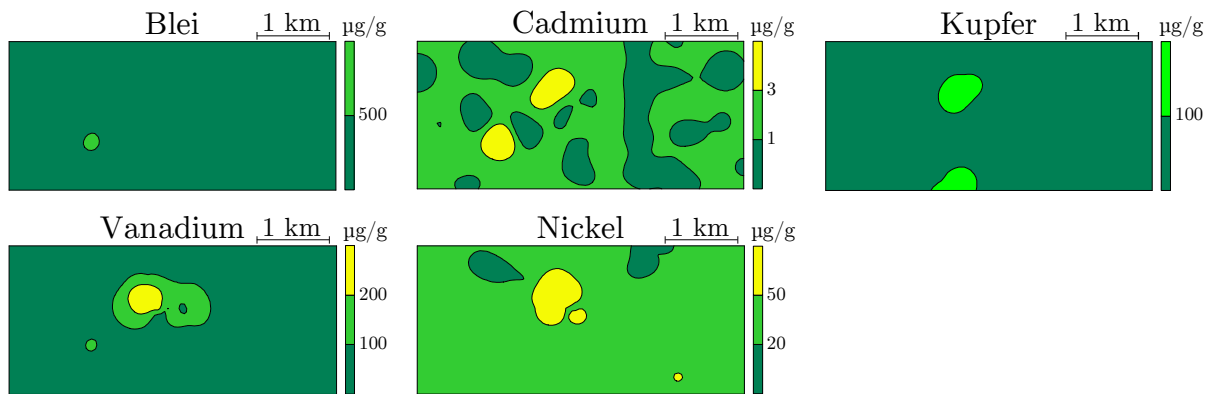 Blei
1 km
µg/g
500
Cadmium
1 km
µg/g
3
1
Kupfer
1 km
µg/g
100
Vanadium
1 km
µg/g
200
100
Nickel
1 km
µg/g
50
20